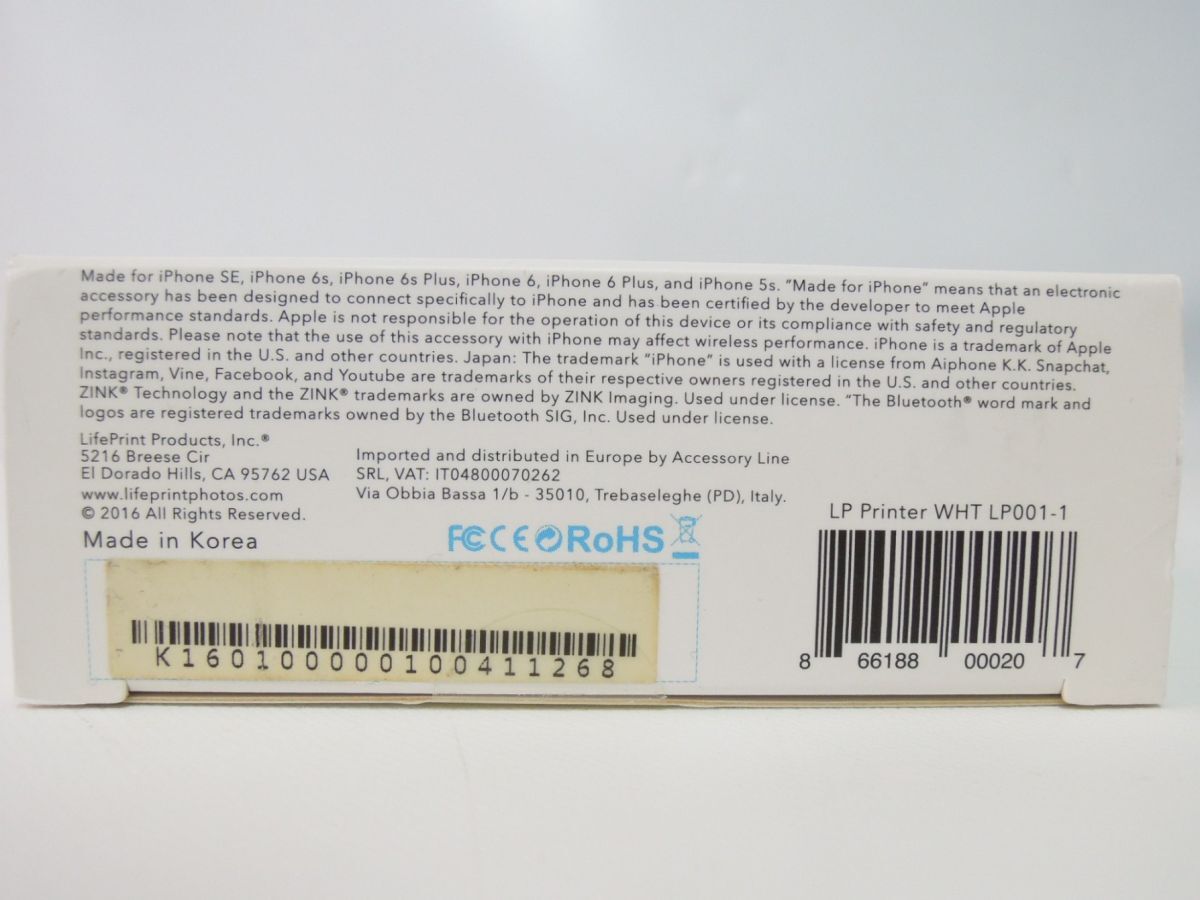 Made for iPhone SE, iPhone 6s, iPhone 6s Plus, iPhone 6, iPhone 6 Plus, and iPhone 5s. "Made for iPhone" means that an electronic
accessory has been designed to connect specifically to iPhone and has been certified by the developer to meet Apple
performance standards. Apple is not responsible for the operation of this device or its compliance with safety and regulatory
standards. Please note that the use of this accessory with iPhone may affect wireless performance. iPhone is a trademark of Apple
Inc., registered in the U.S. and other countries. Japan: The trademark "iPhone" is used with a license from Aiphone K.K. Snapchat,
Instagram, Vine, Facebook, and Youtube are trademarks of their respective owners registered in the U.S. and other countries.
ZINK® Technology and the ZINK® trademarks are owned by ZINK Imaging. Used under license. "The Bluetooth® word mark and
logos are registered trademarks owned by the Bluetooth SIG, Inc. Used under license.
LifePrint Products, Inc.®
5216 Breese Cir
El Dorado Hills, CA 95762 USA
www.lifeprintphotos.com
© 2016 All Rights Reserved.
Made in Korea
Imported and distributed in Europe by Accessory Line
SRL, VAT: IT04800070262
Via Obbia Bassa 1/b - 35010, Trebaseleghe (PD), Italy.
FC CE RoHS
LP Printer WHT LP001-1
8 66188 00020 7
K1601000000100411268